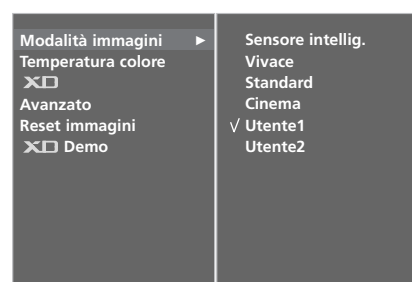 Modalità immagini ►
Temperatura colore
XD
Avanzato
Reset immagini
XD Demo
Sensore intellig.
Vivace
Standard
Cinema
√ Utente1
Utente2